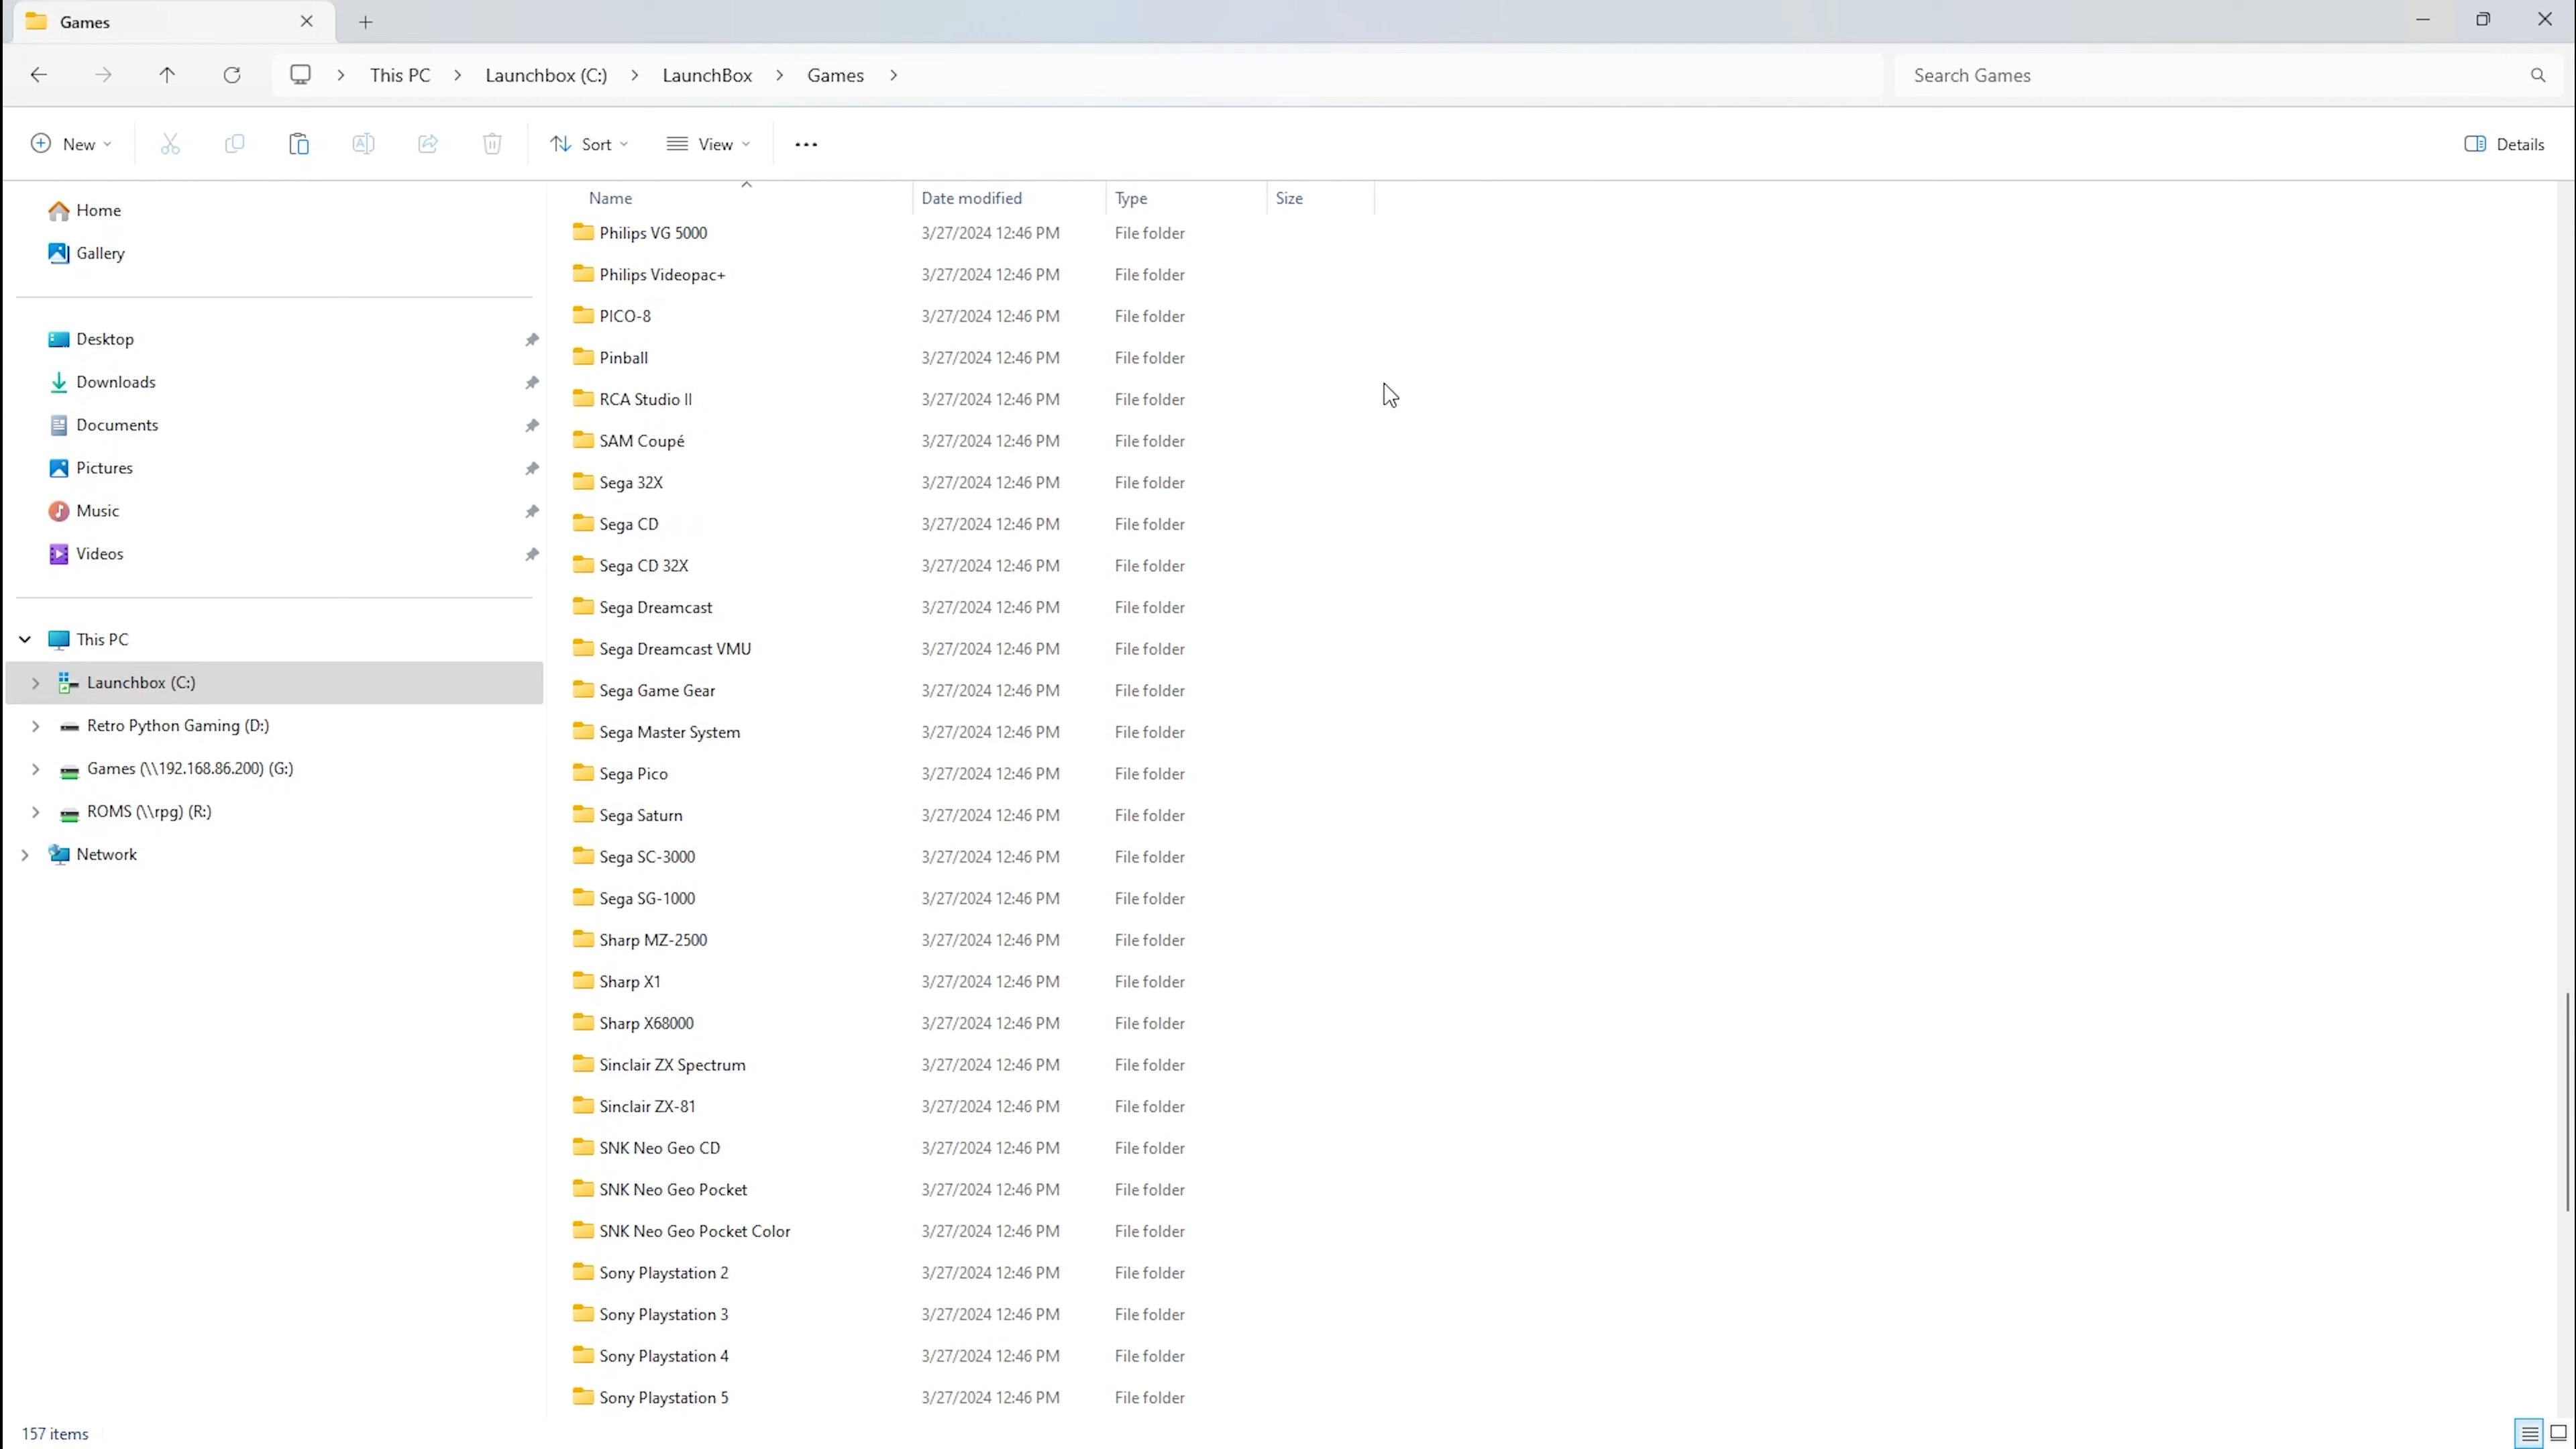 Games
This PC Launchbox (C:) LaunchBox Games
Search Games
New
Sort
View
Details
Home
Gallery
Desktop
Downloads
Documents
Pictures
Music
Videos
This PC
Launchbox (C:)
Retro Python Gaming (D:)
Games (\\192.168.86.200) (G:)
ROMS (\\rpg) (R:)
Network
Name Date modified Type Size
Philips VG 5000 3/27/2024 12:46 PM File folder
Philips Videopac+ 3/27/2024 12:46 PM File folder
PICO-8 3/27/2024 12:46 PM File folder
Pinball 3/27/2024 12:46 PM File folder
RCA Studio II 3/27/2024 12:46 PM File folder
SAM Coupé 3/27/2024 12:46 PM File folder
Sega 32X 3/27/2024 12:46 PM File folder
Sega CD 3/27/2024 12:46 PM File folder
Sega CD 32X 3/27/2024 12:46 PM File folder
Sega Dreamcast 3/27/2024 12:46 PM File folder
Sega Dreamcast VMU 3/27/2024 12:46 PM File folder
Sega Game Gear 3/27/2024 12:46 PM File folder
Sega Master System 3/27/2024 12:46 PM File folder
Sega Pico 3/27/2024 12:46 PM File folder
Sega Saturn 3/27/2024 12:46 PM File folder
Sega SC-3000 3/27/2024 12:46 PM File folder
Sega SG-1000 3/27/2024 12:46 PM File folder
Sharp MZ-2500 3/27/2024 12:46 PM File folder
Sharp X1 3/27/2024 12:46 PM File folder
Sharp X68000 3/27/2024 12:46 PM File folder
Sinclair ZX Spectrum 3/27/2024 12:46 PM File folder
Sinclair ZX-81 3/27/2024 12:46 PM File folder
SNK Neo Geo CD 3/27/2024 12:46 PM File folder
SNK Neo Geo Pocket 3/27/2024 12:46 PM File folder
SNK Neo Geo Pocket Color 3/27/2024 12:46 PM File folder
Sony Playstation 2 3/27/2024 12:46 PM File folder
Sony Playstation 3 3/27/2024 12:46 PM File folder
Sony Playstation 4 3/27/2024 12:46 PM File folder
Sony Playstation 5 3/27/2024 12:46 PM File folder
157 items